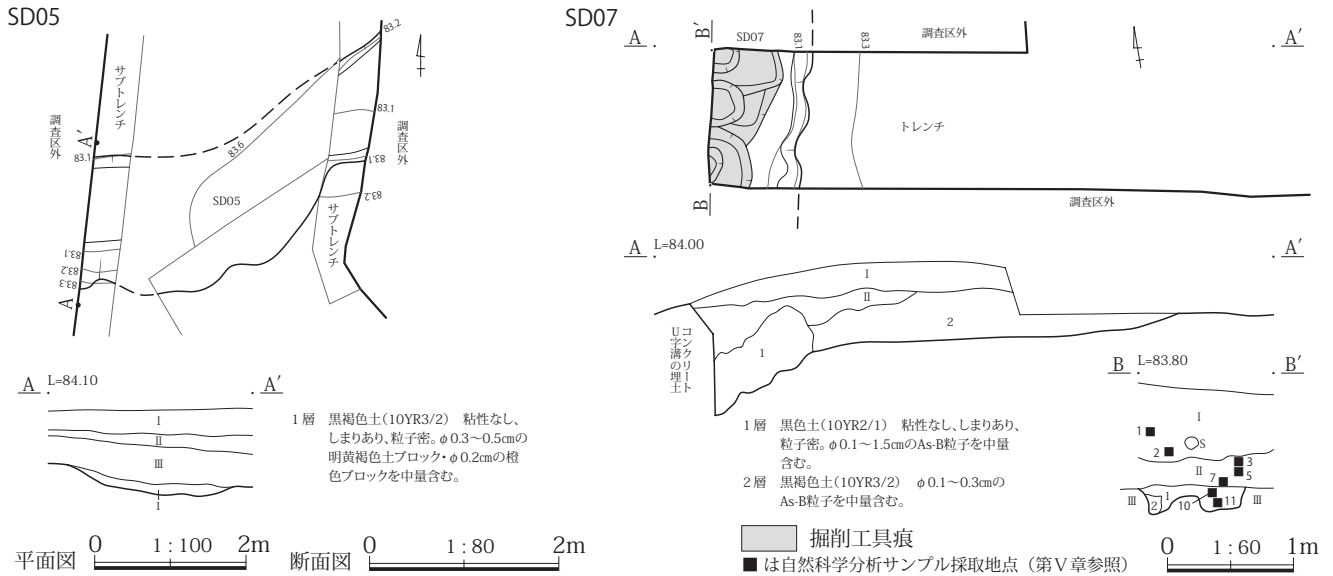 SD05
83.2
サブトレンチ
調査区外
A'
83.1
83.6
SD05
83.1
調査区外
83.1
83.2
サブトレンチ
83.1
83.2
83.3
A
A L=84.10 A'
Ⅰ
Ⅱ
Ⅲ
1
1層 黒褐色土(10YR3/2) 粘性なし、
しまりあり、粒子密。φ0.3~0.5㎝の
明黄褐色土ブロック・φ0.2㎝の橙
色ブロックを中量含む。
平面図 0 1:100 2m
断面図 0 1:80 2m
SD07
A B' SD07 83.1 83.3 調査区外 A'
トレンチ
B
調査区外
A L=84.00 A'
Ⅰ
Ⅱ
2
1
コンクリート
U字溝の埋土
B L=83.80 B'
Ⅰ
1 S
2 3
Ⅱ 5
7
Ⅲ 1 Ⅲ
2 10 11
1層 黒色土(10YR2/1) 粘性なし、しまりあり、
粒子密。φ0.1~1.5㎝のAs-B粒子を中量
含む。
2層 黒褐色土(10YR3/2) φ0.1~0.3㎝の
As-B粒子を中量含む。
掘削工具痕
■は自然科学分析サンプル採取地点(第Ⅴ章参照)
0 1:60 1m